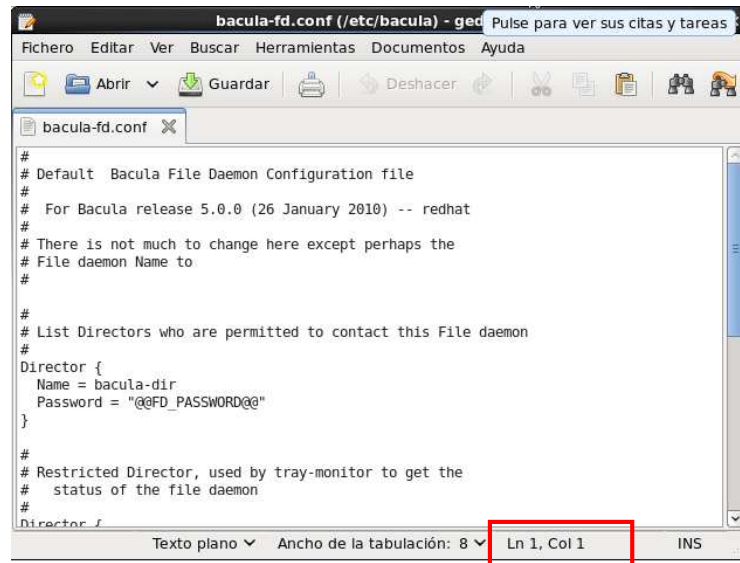 bacula-fd.conf (/etc/bacula) - ged
Pulse para ver sus citas y tareas
Fichero Editar Ver Buscar Herramientas Documentos Ayuda
Abrir Guardar Deshacer
bacula-fd.conf
#
# Default  Bacula File Daemon Configuration file
#
#  For Bacula release 5.0.0 (26 January 2010) -- redhat
#
# There is not much to change here except perhaps the
# File daemon Name to
#
#
# List Directors who are permitted to contact this File daemon
#
Director {
  Name = bacula-dir
  Password = "@@FD_PASSWORD@@"
}
#
# Restricted Director, used by tray-monitor to get the
#   status of the file daemon
#
Director {
Texto plano Ancho de la tabulación: 8 Ln 1, Col 1 INS